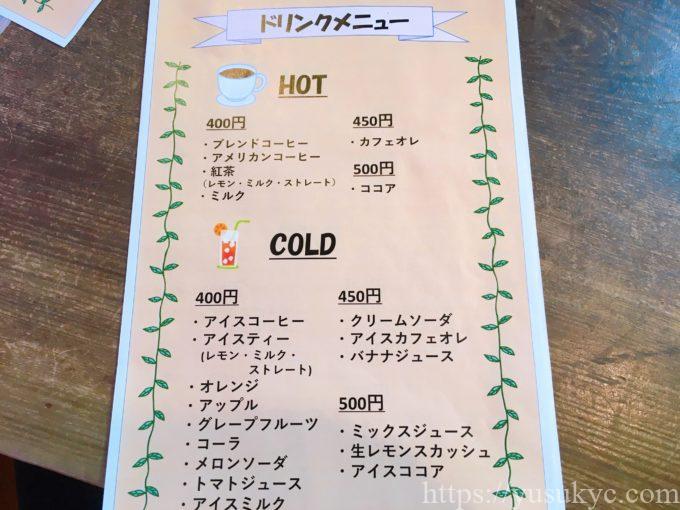 ドリンクメニュー
HOT
400円
・ブレンドコーヒー
・アメリカンコーヒー
・紅茶
(レモン・ミルク・ストレート)
・ミルク
450円
・カフェオレ
500円
・ココア
COLD
400円
・アイスコーヒー
・アイスティー
(レモン・ミルク・
ストレート)
・オレンジ
・アップル
・グレープフルーツ
・コーラ
・メロンソーダ
・トマトジュース
・アイスミルク
450円
・クリームソーダ
・アイスカフェオレ
・バナナジュース
500円
・ミックスジュース
・生レモンスカッシュ
・アイスココア
https://yusukyc.com